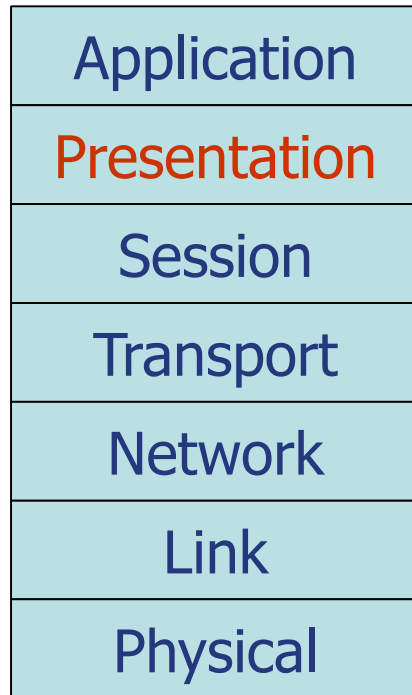 Application
Presentation
Session
Transport
Network
Link
Physical